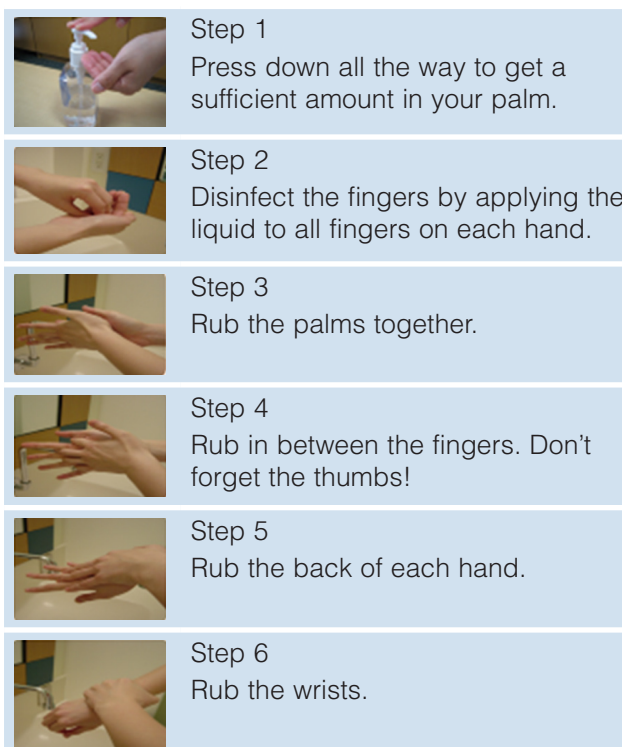 Step 1
Press down all the way to get a
sufficient amount in your palm.
Step 2
Disinfect the fingers by applying the
liquid to all fingers on each hand.
Step 3
Rub the palms together.
Step 4
Rub in between the fingers. Don’t
forget the thumbs!
Step 5
Rub the back of each hand.
Step 6
Rub the wrists.